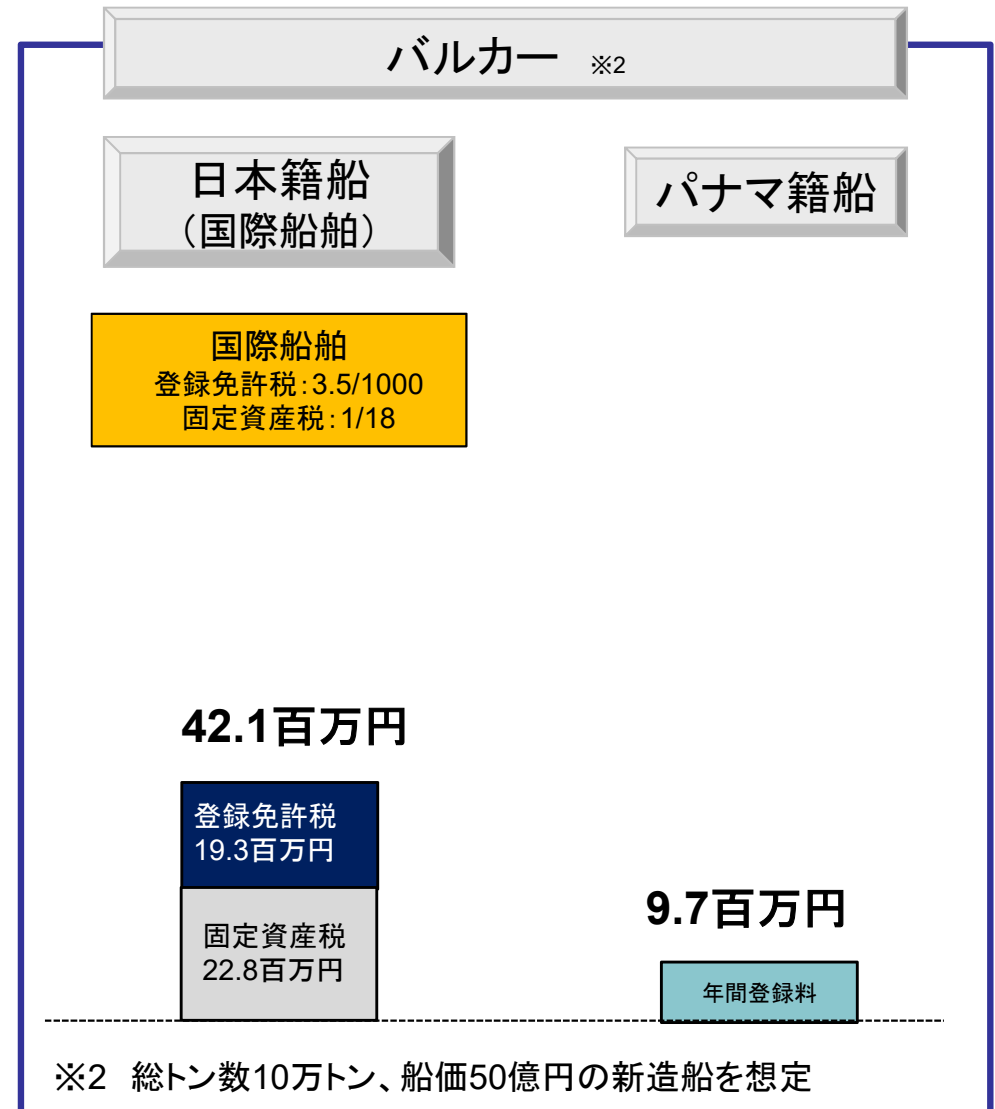 バルカー ※2
日本籍船
（国際船舶）
パナマ籍船
国際船舶
登録免許税：3.5/1000
固定資産税：1/18
42.1百万円
登録免許税
19.3百万円
固定資産税
22.8百万円
9.7百万円
年間登録料
※2 総トン数10万トン、船価50億円の新造船を想定